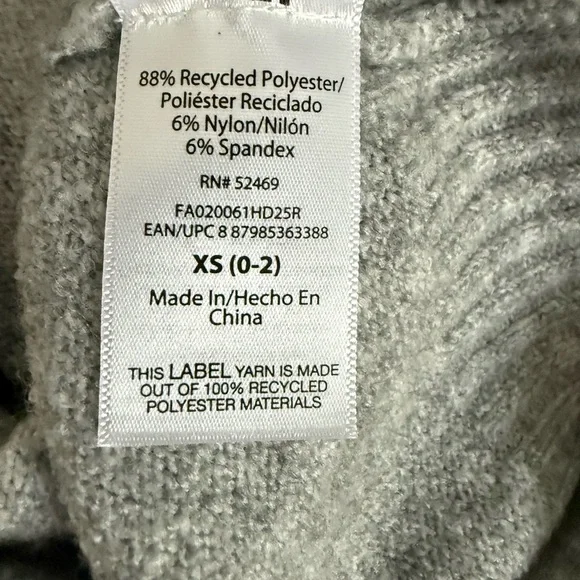 88% Recycled Polyester/
Poliéster Reciclado
6% Nylon/Nilón
6% Spandex
RN# 52469
FA020061HD25R
EAN/UPC 8 87985363388
XS (0-2)
Made In/Hecho En
China
THIS LABEL YARN IS MADE
OUT OF 100% RECYCLED
POLYESTER MATERIALS